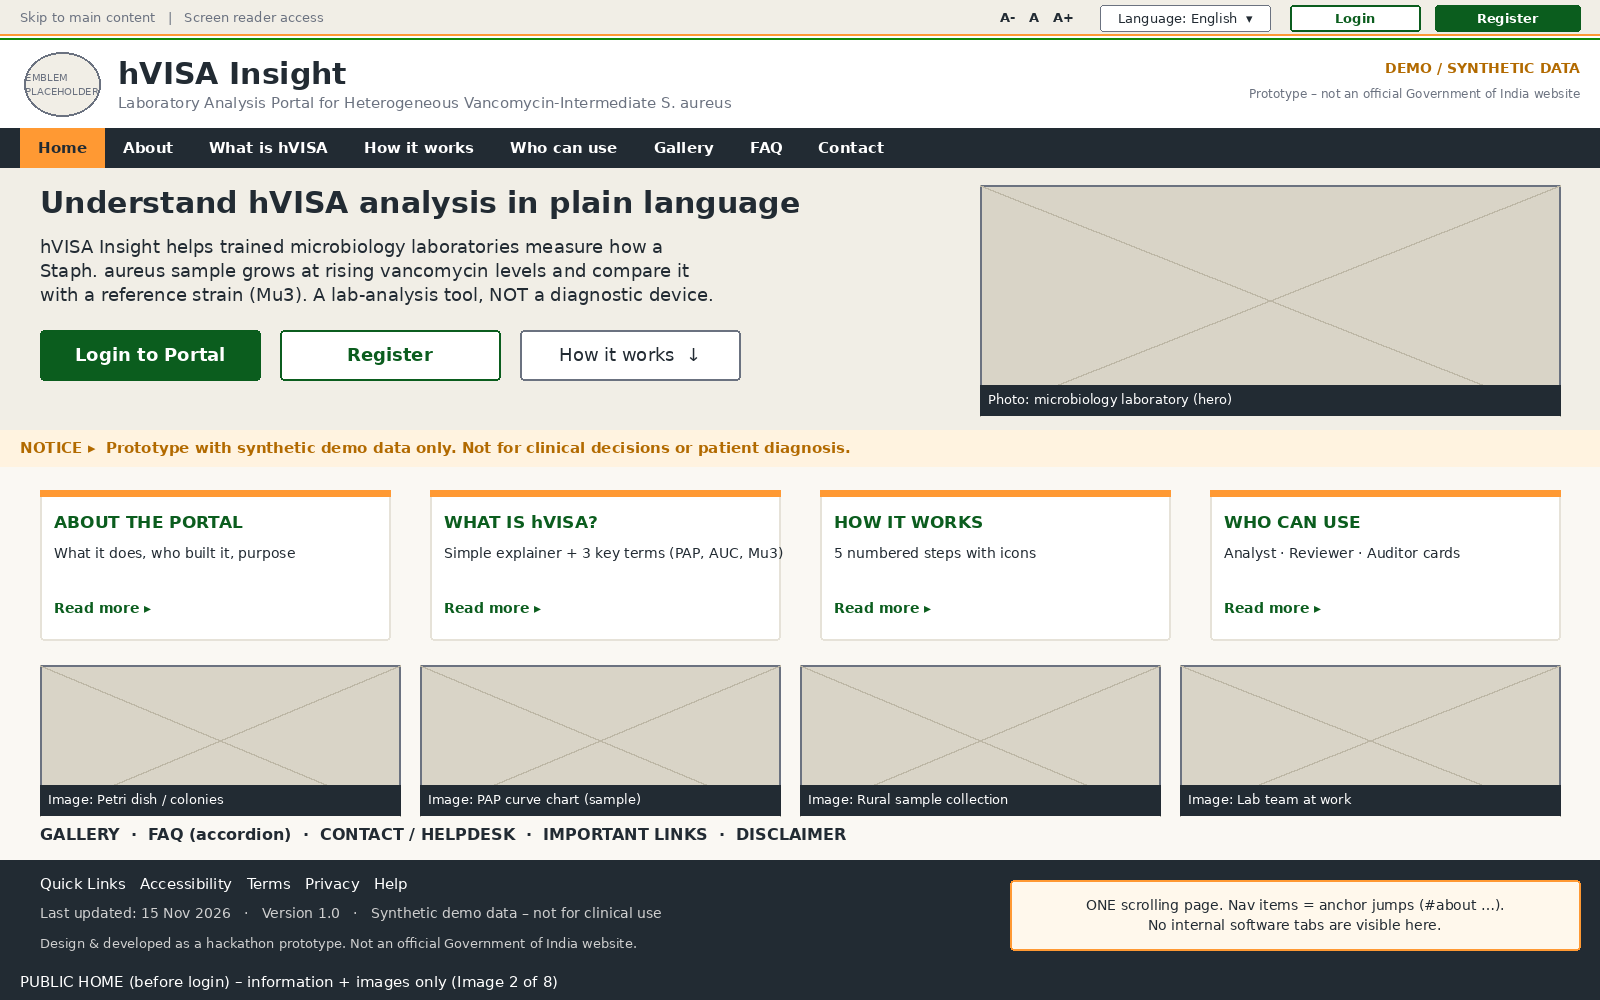 Skip to main content | Screen reader access
A- A A+
Language: English ▾
Login
Register
EMBLEM
PLACEHOLDER
hVISA Insight
Laboratory Analysis Portal for Heterogeneous Vancomycin-Intermediate S. aureus
DEMO / SYNTHETIC DATA
Prototype – not an official Government of India website
Home About What is hVISA How it works Who can use Gallery FAQ Contact
Understand hVISA analysis in plain language
hVISA Insight helps trained microbiology laboratories measure how a
Staph. aureus sample grows at rising vancomycin levels and compare it
with a reference strain (Mu3). A lab-analysis tool, NOT a diagnostic device.
Login to Portal
Register
How it works ↓
Photo: microbiology laboratory (hero)
NOTICE ▸ Prototype with synthetic demo data only. Not for clinical decisions or patient diagnosis.
ABOUT THE PORTAL
What it does, who built it, purpose
Read more ▸
WHAT IS hVISA?
Simple explainer + 3 key terms (PAP, AUC, Mu3)
Read more ▸
HOW IT WORKS
5 numbered steps with icons
Read more ▸
WHO CAN USE
Analyst · Reviewer · Auditor cards
Read more ▸
Image: Petri dish / colonies
Image: PAP curve chart (sample)
Image: Rural sample collection
Image: Lab team at work
GALLERY · FAQ (accordion) · CONTACT / HELPDESK · IMPORTANT LINKS · DISCLAIMER
Quick Links Accessibility Terms Privacy Help
Last updated: 15 Nov 2026 · Version 1.0 · Synthetic demo data – not for clinical use
Design & developed as a hackathon prototype. Not an official Government of India website.
ONE scrolling page. Nav items = anchor jumps (#about ...).
No internal software tabs are visible here.
PUBLIC HOME (before login) – information + images only (Image 2 of 8)